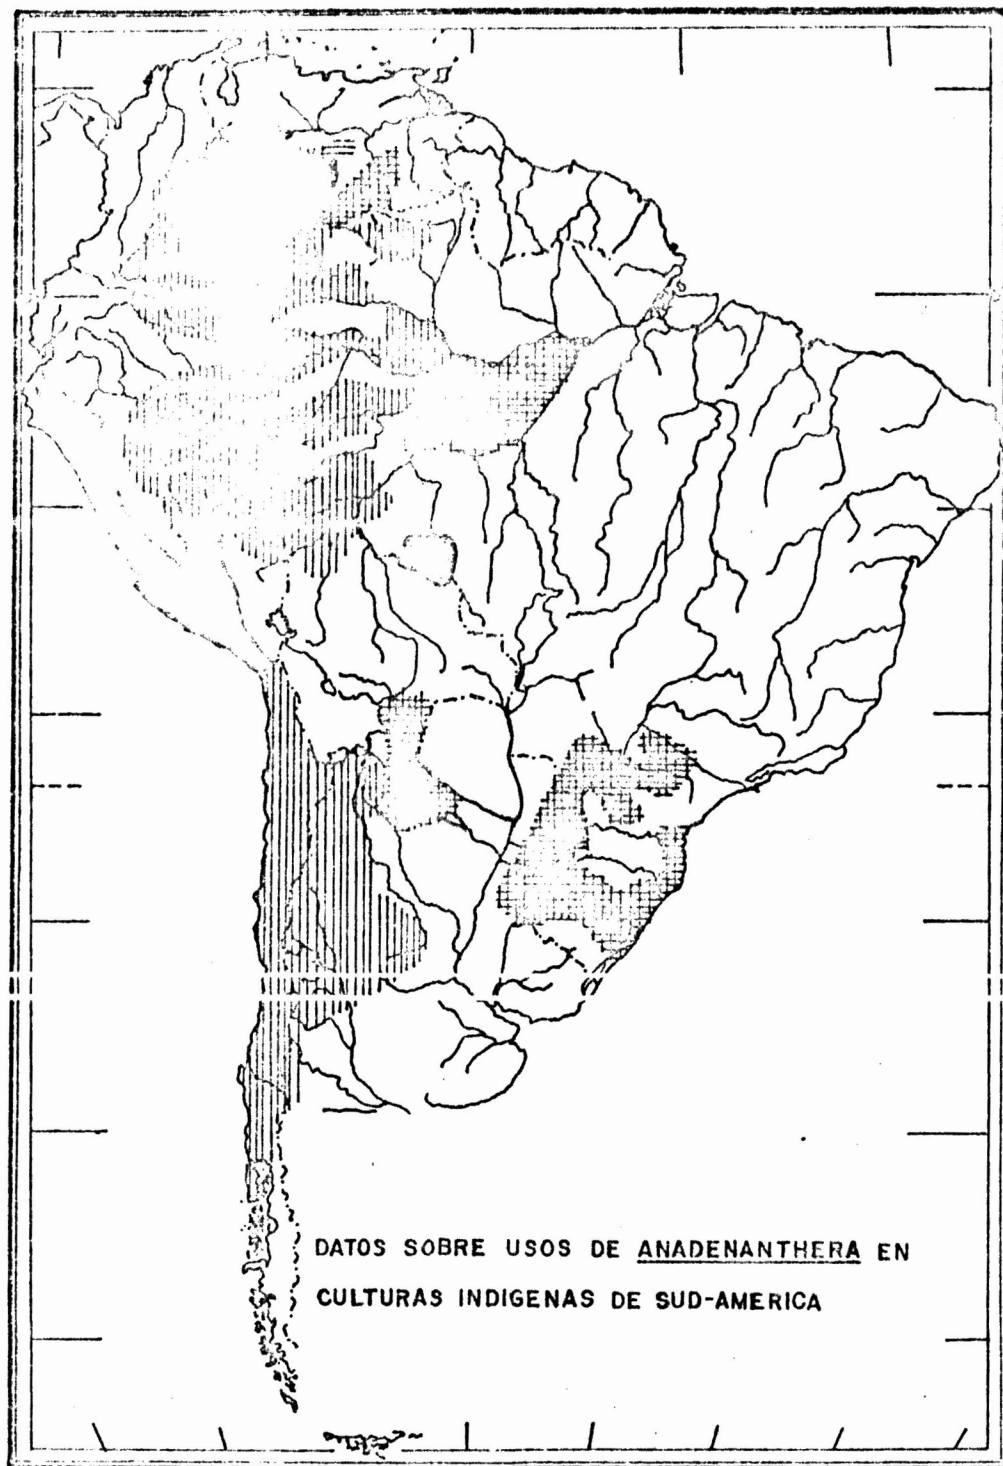 DATOS SOBRE USOS DE ANADENANTHERA EN
CULTURAS INDIGENAS DE SUD-AMERICA